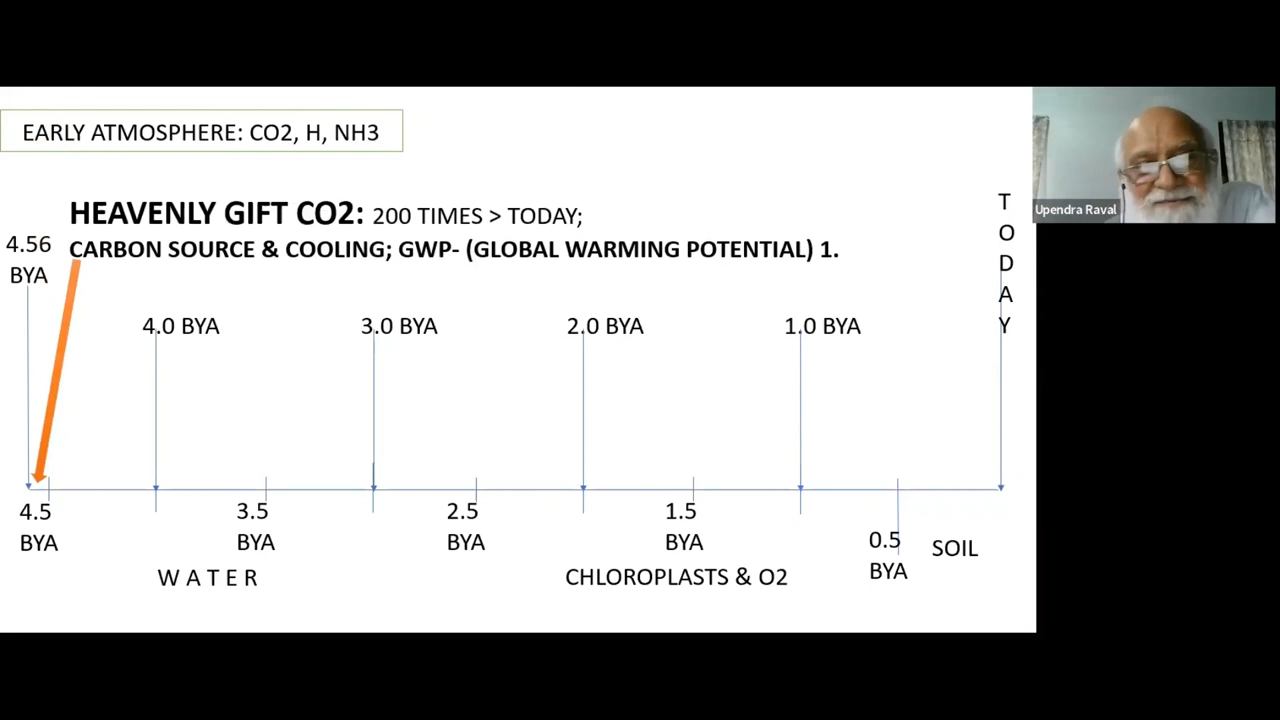 EARLY ATMOSPHERE: CO2, H, NH3
HEAVENLY GIFT CO2: 200 TIMES > TODAY;
CARBON SOURCE & COOLING; GWP- (GLOBAL WARMING POTENTIAL) 1.
4.56
BYA
T
O
D
A
Y
Upendra Raval
4.0 BYA
3.0 BYA
2.0 BYA
1.0 BYA
4.5
BYA
3.5
BYA
2.5
BYA
1.5
BYA
0.5
BYA
SOIL
W A T E R
CHLOROPLASTS & O2